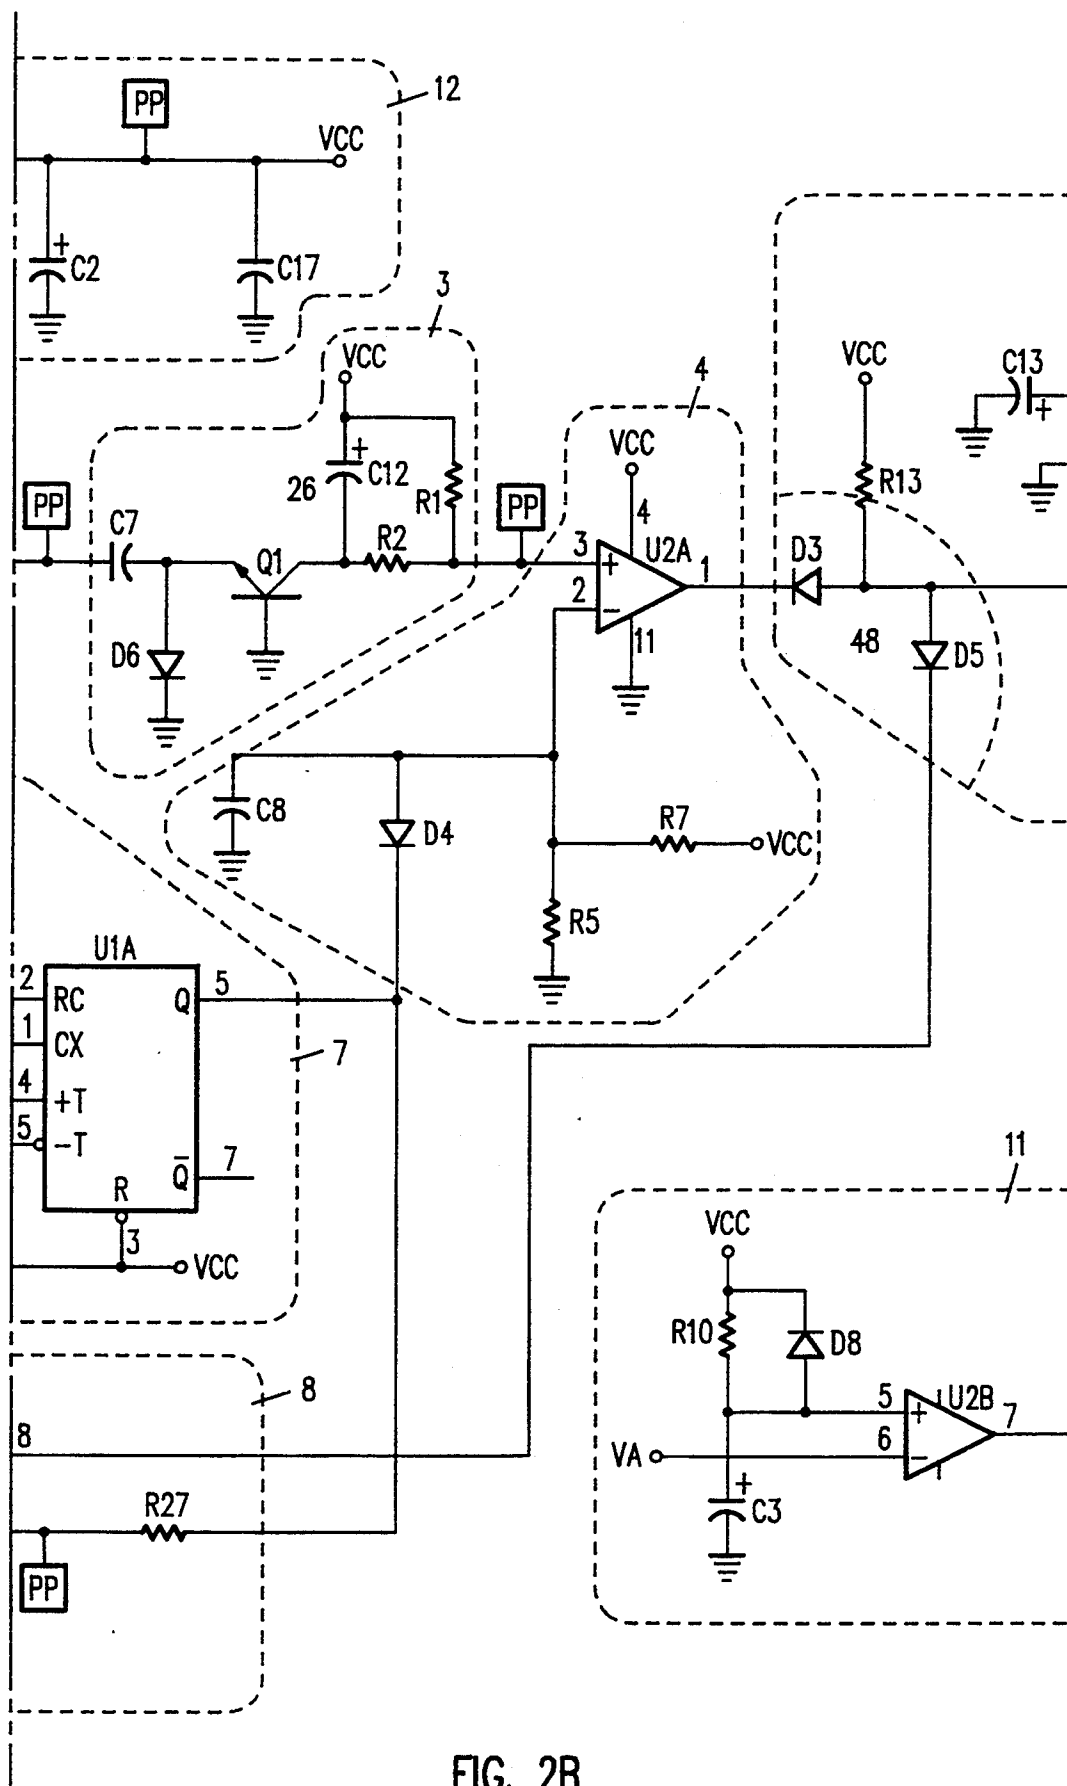 PP
12
VCC
+
C2
C17
3
VCC
4
VCC
C13
+
+
C12
26
R1
VCC
R13
PP
C7
Q1
R2
PP
4
3
+
U2A
1
D3
2
−
11
D6
48
D5
C8
D4
R7
VCC
R5
U1A
2
RC
Q
5
1
CX
7
4
+T
5
−T
Q̅
7
R
3
VCC
11
VCC
R10
D8
8
5
+
U2B
7
8
VA
6
−
+
C3
R27
PP
FIG. 2B